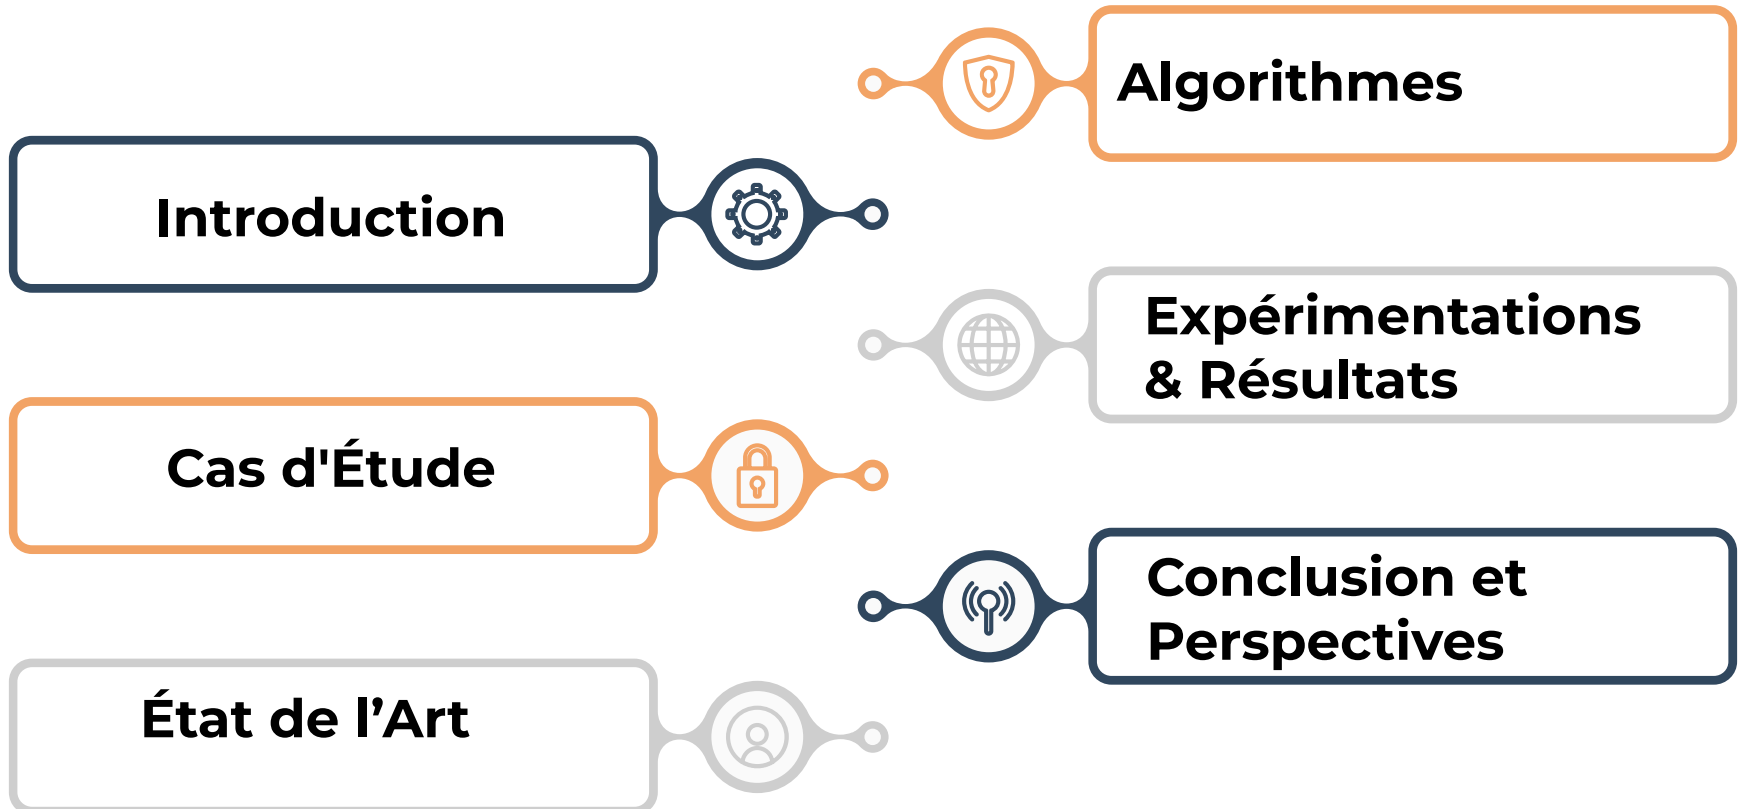 Introduction
Cas d'Étude
État de l’Art
Algorithmes
Expérimentations
& Résultats
Conclusion et
Perspectives